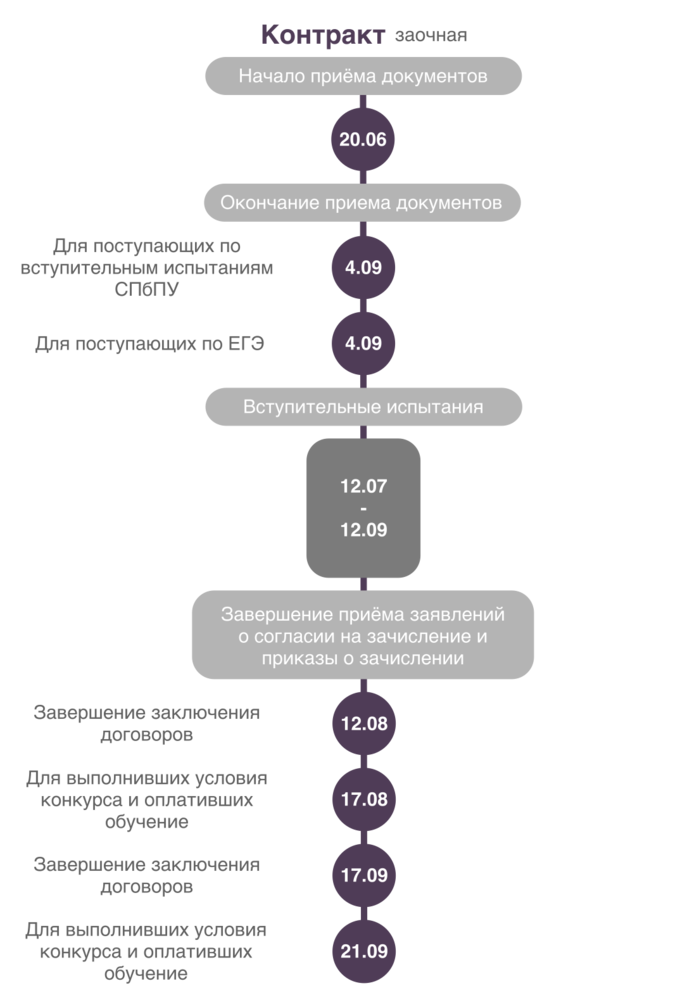 Контракт заочная
Начало приёма документов
20.06
Окончание приема документов
Для поступающих по
вступительным испытаниям
СПбПУ
4.09
Для поступающих по ЕГЭ
4.09
Вступительные испытания
12.07
-
12.09
Завершение приёма заявлений
о согласии на зачисление и
приказы о зачислении
Завершение заключения
договоров
12.08
Для выполнивших условия
конкурса и оплативших
обучение
17.08
Завершение заключения
договоров
17.09
Для выполнивших условия
конкурса и оплативших
обучение
21.09